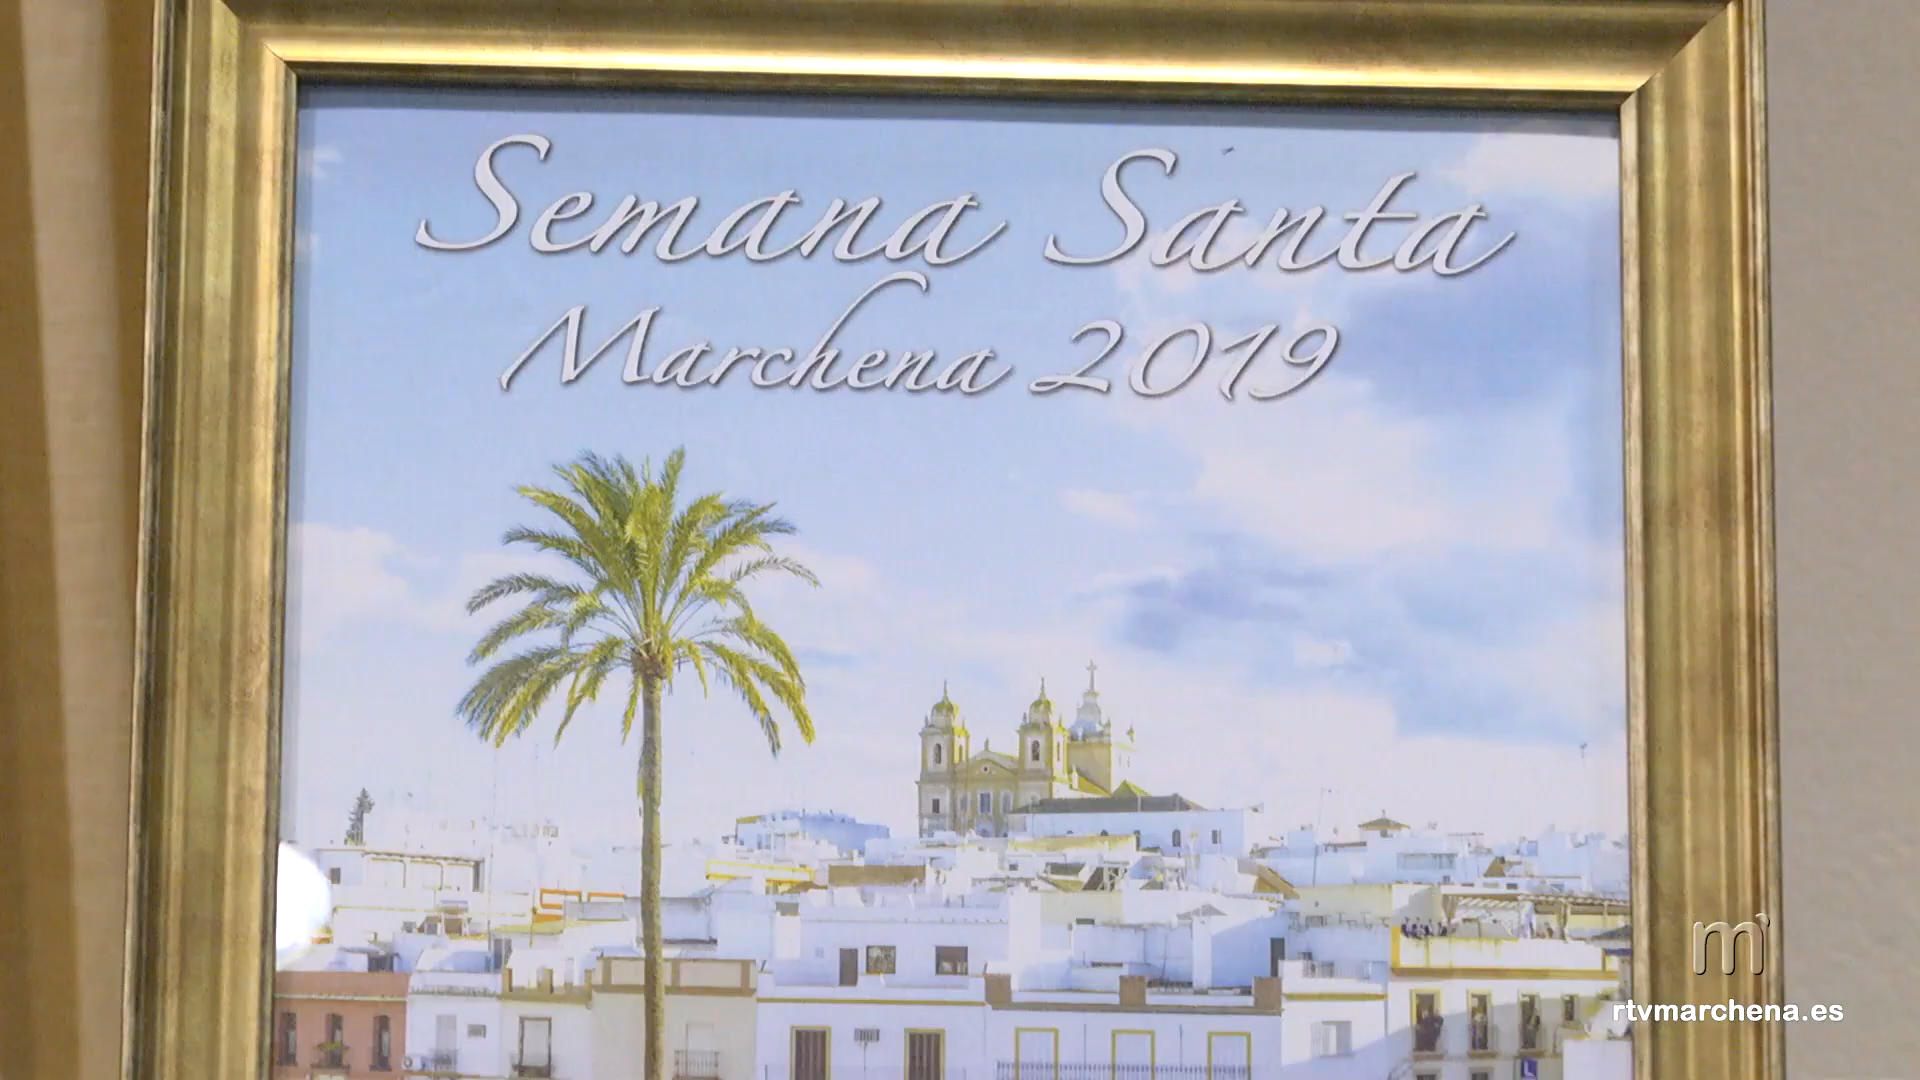 Semana Santa
Marchena 2019
m
rtvmarchena.es
L